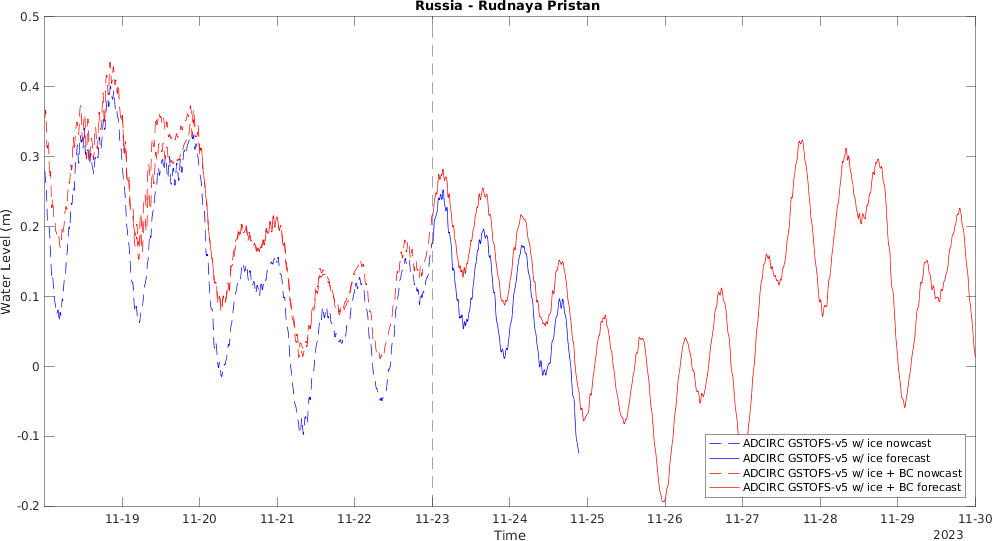 Russia - Rudnaya Pristan
0.5
0.4
0.3
0.2
0.1
0
-0.1
-0.2
Water Level (m)
ADCIRC GSTOFS-v5 w/ ice nowcast
ADCIRC GSTOFS-v5 w/ ice forecast
ADCIRC GSTOFS-v5 w/ ice + BC nowcast
ADCIRC GSTOFS-v5 w/ ice + BC forecast
11-19 11-20 11-21 11-22 11-23 11-24 11-25 11-26 11-27 11-28 11-29 11-30
Time
2023